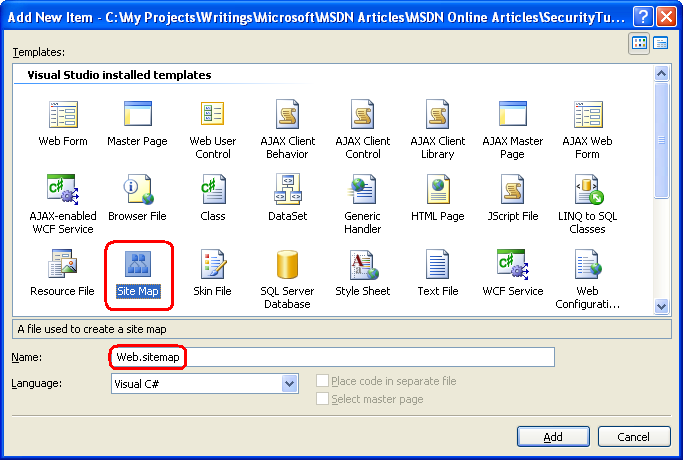 Add New Item - C:\My Projects\Writings\Microsoft\MSDN Articles\MSDN Online Articles\SecurityTu...
Templates:
Visual Studio installed templates
Web Form
Master Page
Web User Control
AJAX Client Behavior
AJAX Client Control
AJAX Client Library
AJAX Master Page
AJAX Web Form
AJAX-enabled WCF Service
Browser File
C#
Class
DataSet
Generic Handler
HTML Page
JScript File
LINQ to SQL Classes
Resource File
Site Map
Skin File
SQL Server Database
Style Sheet
Text File
C#
WCF Service
Web Configurati...
A file used to create a site map
Name:
Web.sitemap
Language:
Visual C#
Place code in separate file
Select master page
Add
Cancel